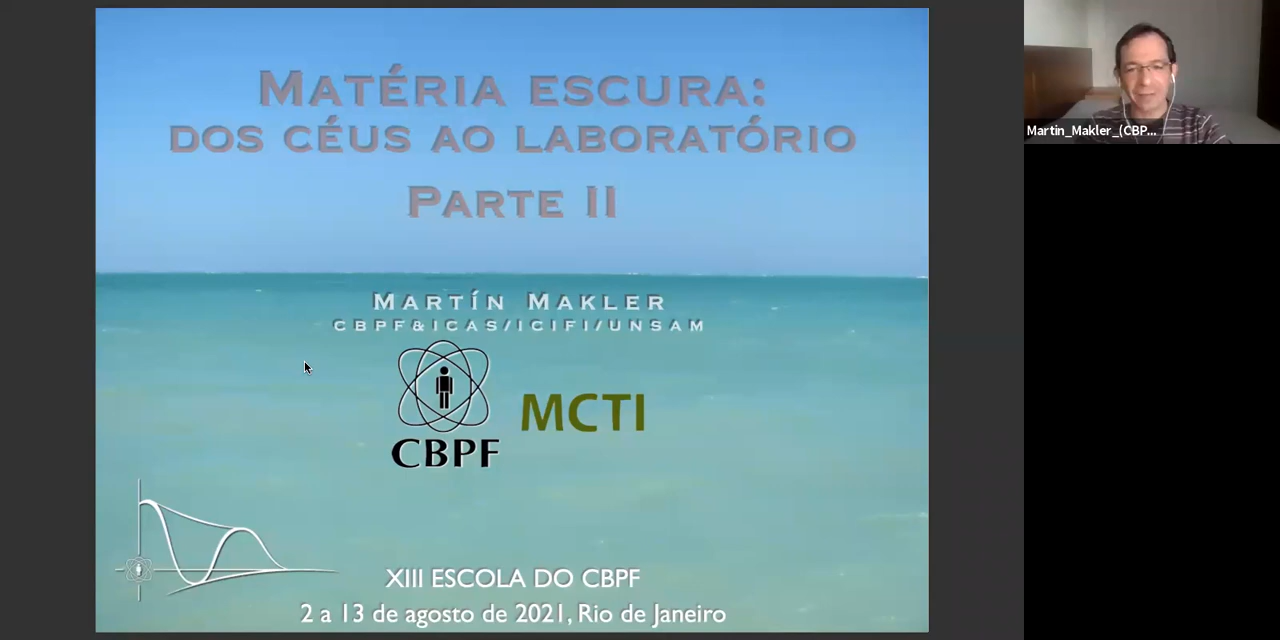 MATÉRIA ESCURA:
DOS CÉUS AO LABORATÓRIO
PARTE II
MARTÍN MAKLER
CBPF&ICAS/ICIFI/UNSAM
CBPF
MCTI
XIII ESCOLA DO CBPF
2 a 13 de agosto de 2021, Rio de Janeiro
Martin_Makler_(CBP...